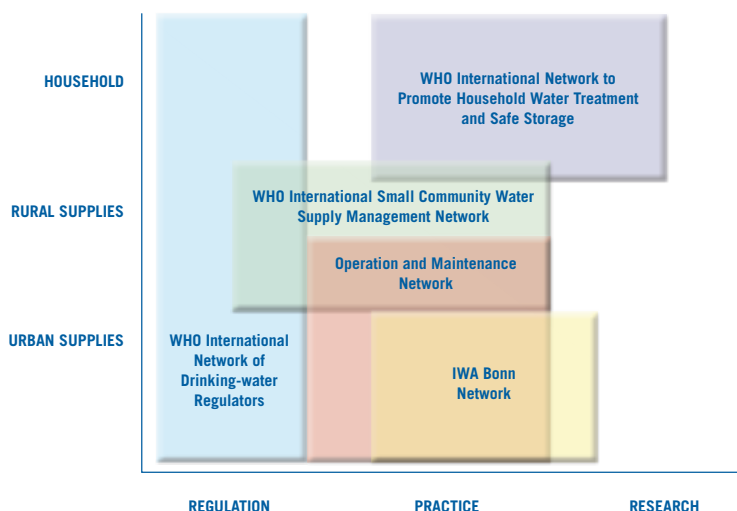 HOUSEHOLD
WHO International Network to
Promote Household Water Treatment
and Safe Storage
RURAL SUPPLIES
WHO International Small Community Water
Supply Management Network
Operation and Maintenance
Network
URBAN SUPPLIES
WHO International
Network of
Drinking-water
Regulators
IWA Bonn
Network
REGULATION
PRACTICE
RESEARCH